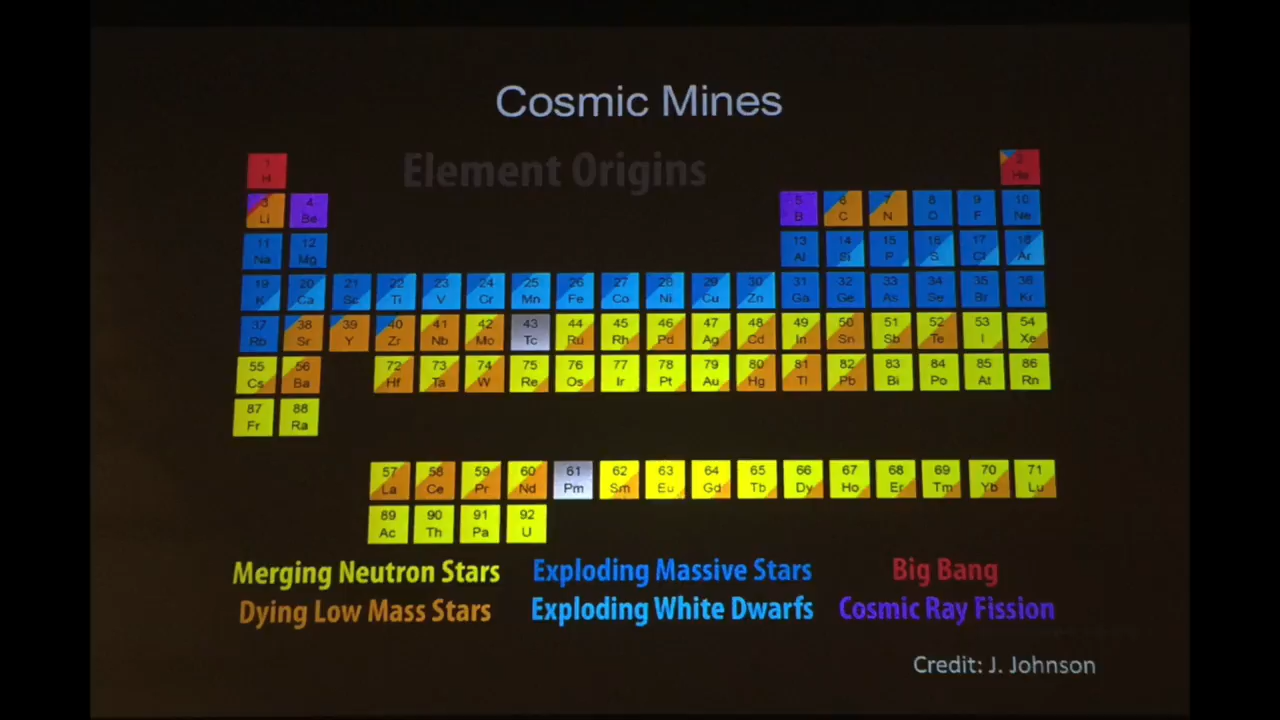 Cosmic Mines
Element Origins
1 2
H He
3 4 5 6 7 8 9 10
Li Be B C N O F Ne
11 12 13 14 15 16 17 18
Na Mg Al Si P S Cl Ar
19 20 21 22 23 24 25 26 27 28 29 30 31 32 33 34 35 36
K Ca Sc Ti V Cr Mn Fe Co Ni Cu Zn Ga Ge As Se Br Kr
37 38 39 40 41 42 43 44 45 46 47 48 49 50 51 52 53 54
Rb Sr Y Zr Nb Mo Tc Ru Rh Pd Ag Cd In Sn Sb Te I Xe
55 56 72 73 74 75 76 77 78 79 80 81 82 83 84 85 86
Cs Ba Hf Ta W Re Os Ir Pt Au Hg Tl Pb Bi Po At Rn
87 88
Fr Ra
57 58 59 60 61 62 63 64 65 66 67 68 69 70 71
La Ce Pr Nd Pm Sm Eu Gd Tb Dy Ho Er Tm Yb Lu
89 90 91 92
Ac Th Pa U
Merging Neutron Stars Exploding Massive Stars Big Bang
Dying Low Mass Stars Exploding White Dwarfs Cosmic Ray Fission
Credit: J. Johnson